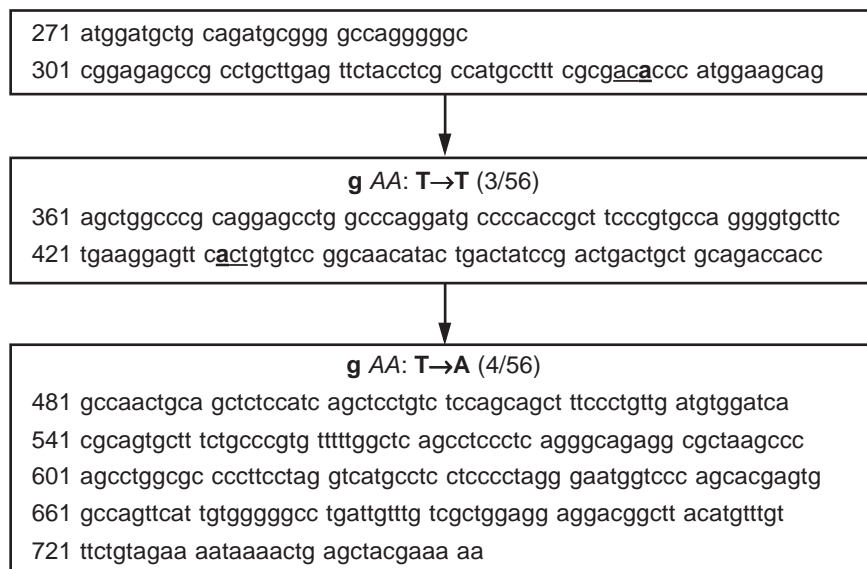 271 atggatgctg cagatgcggg gccagggggc
301 cggagagccg cctgcttgag ttctacctcg ccatgccttt cgcgacaccc atggaagcag
g AA: T→T (3/56)
361 agctggcccg caggagcctg gcccaggatg ccccaccgct tcccgtgcca ggggtgcttc
421 tgaaggagtt cactgtgtcc ggcaacatac tgactatccg actgactgct gcagaccacc
g AA: T→A (4/56)
481 gccaactgca gctctccatc agctcctgtc tccagcagct ttccctgttg atgtggatca
541 cgcagtgctt tctgcccgtg tttttggctc agcctccctc agggcagagg cgctaagccc
601 agcctggcgc cccttcctag gtcatgcctc ctcccctagg gaatggtccc agcacgagtg
661 gccagttcat tgtgggggcc tgattgtttg tcgctggagg aggacggctt acatgtttgt
721 ttctgtagaa aataaaactg agctacgaaa aa